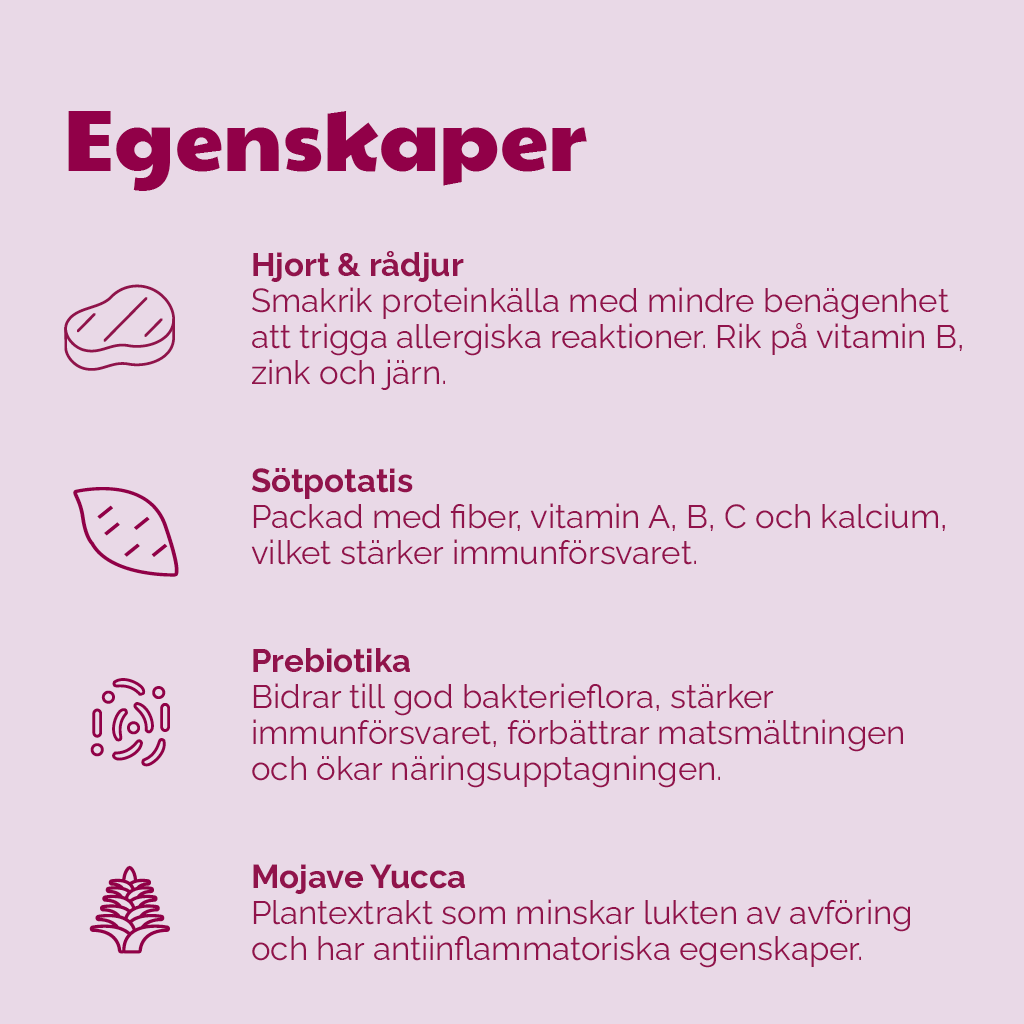 Egenskaper
Hjort & rådjur
Smakrik proteinkälla med mindre benägenhet
att trigga allergiska reaktioner. Rik på vitamin B,
zink och järn.
Sötpotatis
Packad med fiber, vitamin A, B, C och kalcium,
vilket stärker immunförsvaret.
Prebiotika
Bidrar till god bakterieflora, stärker
immunförsvaret, förbättrar matsmältningen
och ökar näringsupptagningen.
Mojave Yucca
Plantextrakt som minskar lukten av avföring
och har antiinflammatoriska egenskaper.